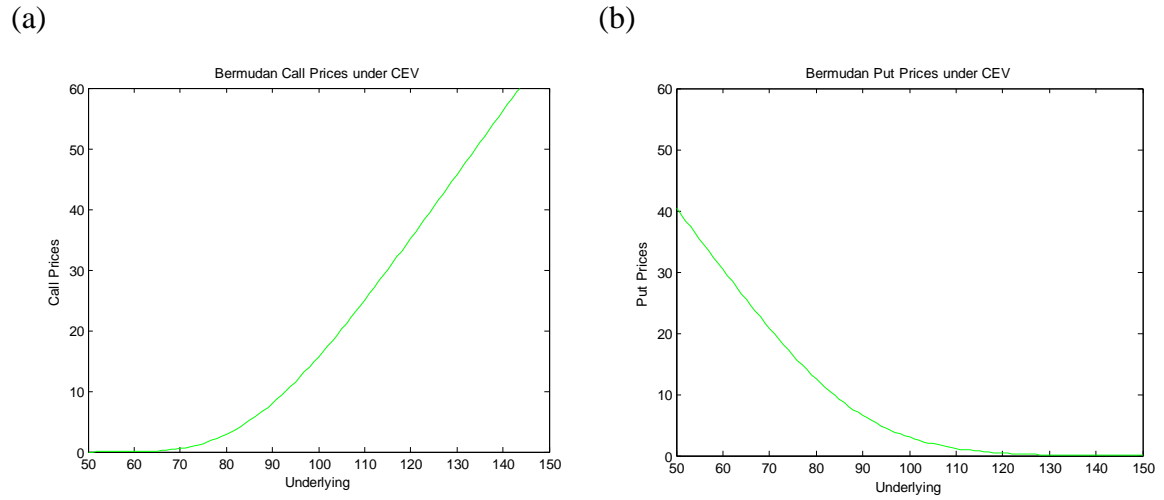 (a)
Bermudan Call Prices under CEV
60
50
40
30
20
10
0
Call Prices
50 60 70 80 90 100 110 120 130 140 150
Underlying
(b)
Bermudan Put Prices under CEV
60
50
40
30
20
10
0
Put Prices
50 60 70 80 90 100 110 120 130 140 150
Underlying